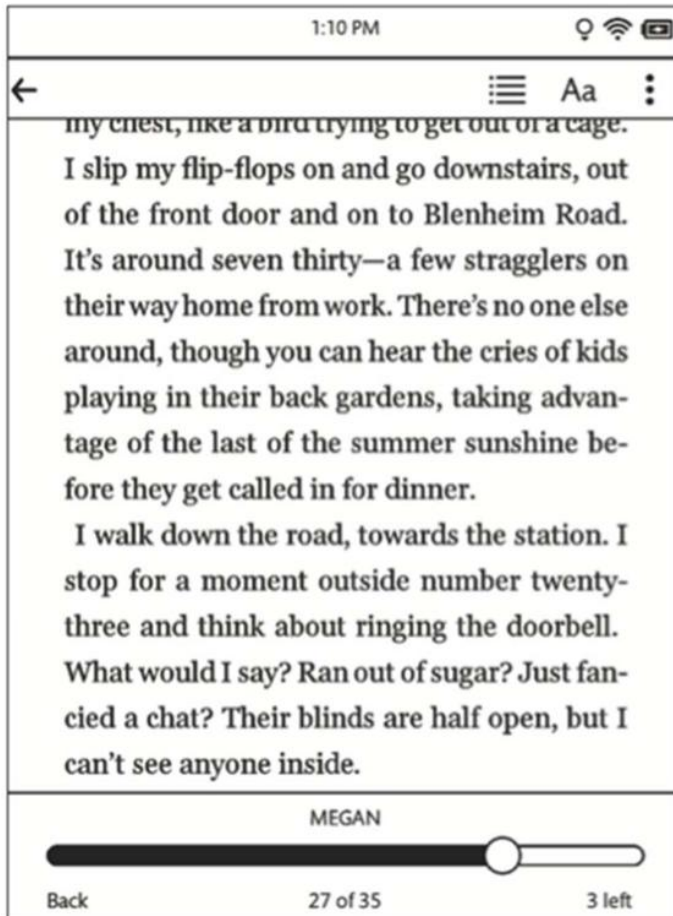 1:10 PM
Aa
my chest, like a bird trying to get out of a cage.
I slip my flip-flops on and go downstairs, out
of the front door and on to Blenheim Road.
It’s around seven thirty—a few stragglers on
their way home from work. There’s no one else
around, though you can hear the cries of kids
playing in their back gardens, taking advan-
tage of the last of the summer sunshine be-
fore they get called in for dinner.
I walk down the road, towards the station. I
stop for a moment outside number twenty-
three and think about ringing the doorbell.
What would I say? Ran out of sugar? Just fan-
cied a chat? Their blinds are half open, but I
can’t see anyone inside.
MEGAN
Back 27 of 35 3 left